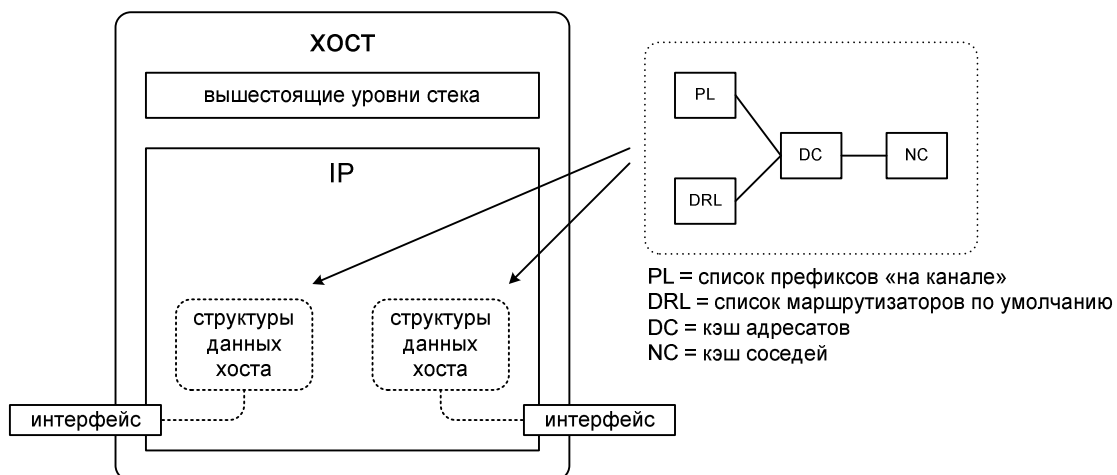 ХОСТ
вышестоящие уровни стека
IP
структуры
данных
хоста
структуры
данных
хоста
интерфейс
интерфейс
PL
DC
NC
DRL
PL = список префиксов «на канале»
DRL = список маршрутизаторов по умолчанию
DC = кэш адресатов
NC = кэш соседей